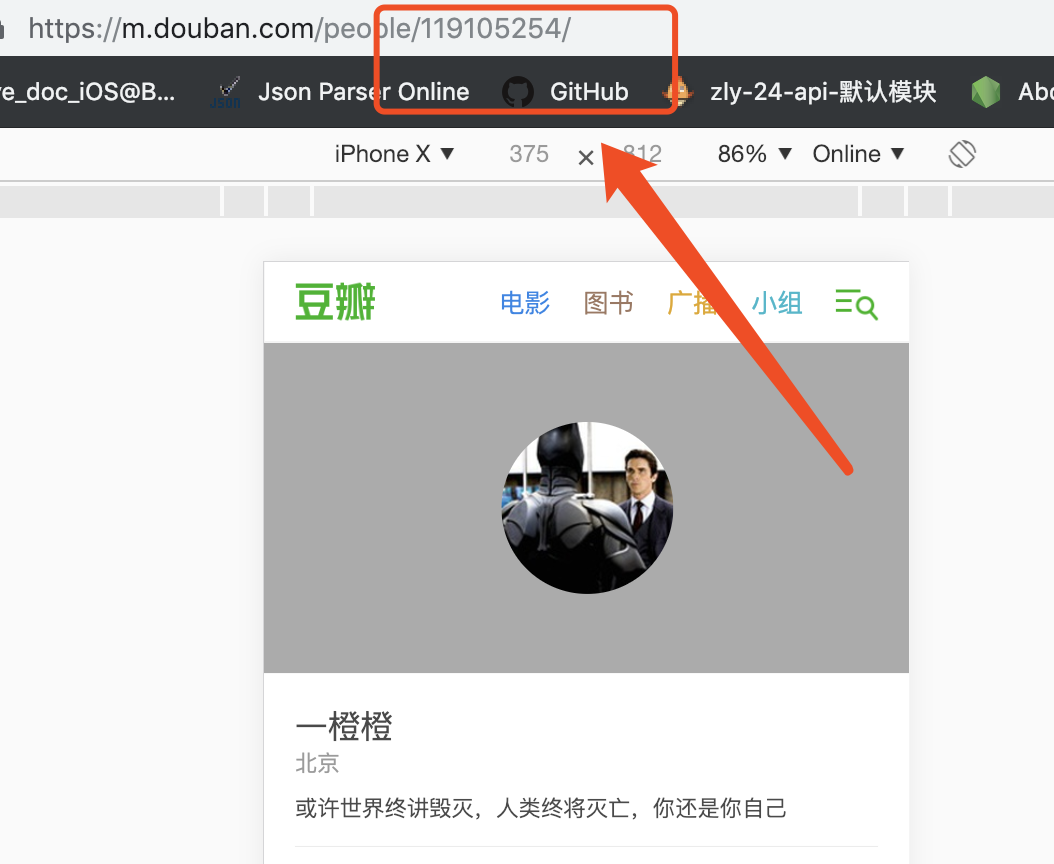 https://m.douban.com/people/119105254/
e_doc_iOS@B... JSON Json Parser Online GitHub zly-24-api-默认模块 Abo
iPhone X ▼ 375 × 812 86% ▼ Online ▼
豆瓣 电影 图书 广播 小组
一橙橙
北京
或许世界终讲毁灭，人类终将灭亡，你还是你自己